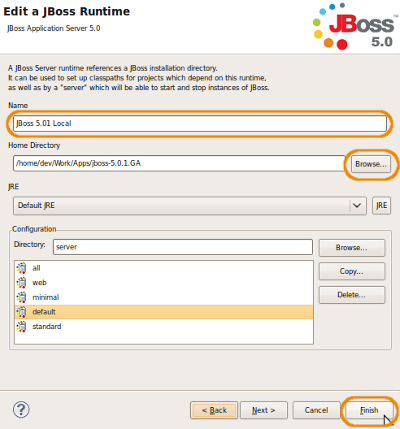 Edit a JBoss Runtime
JBoss Application Server 5.0
JBoss™
5.0
A JBoss Server runtime references a JBoss installation directory.
It can be used to set up classpaths for projects which depend on this runtime,
as well as by a "server" which will be able to start and stop instances of JBoss.
Name
JBoss 5.01 Local
Home Directory
/home/dev/Work/Apps/jboss-5.0.1.GA
Browse...
JRE
Default JRE
JRE
Configuration
Directory: server
Browse...
all
web
minimal
default
standard
Copy...
Delete...
?
< Back
Next >
Cancel
Finish